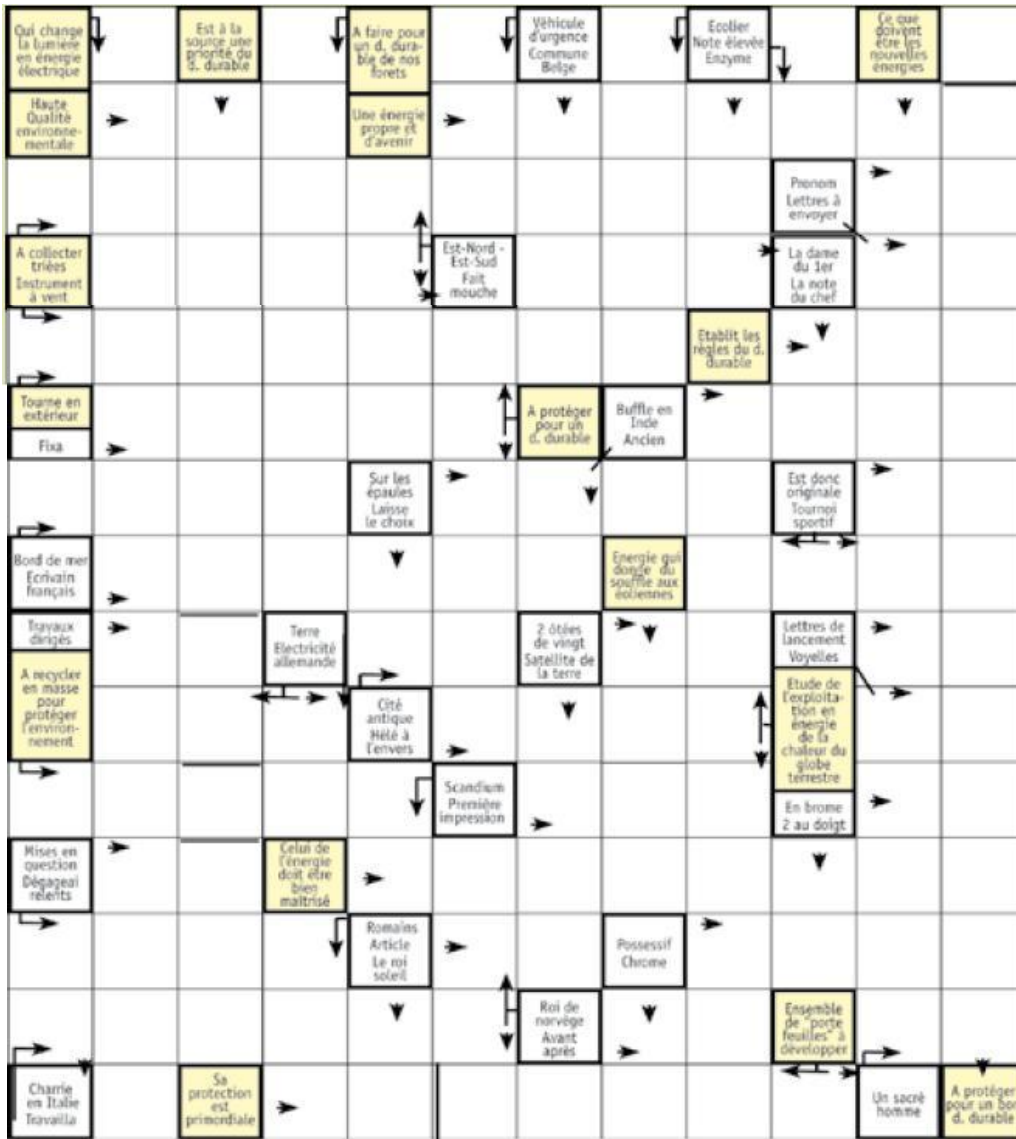 Qui change
la lumière
en énergie
électrique
Est à la
source une
priorité du
d. durable
A faire pour
un d. dura-
ble de nos
forets
Véhicule
d'urgence
Commune
Belge
Ecolier
Note élevée
Enzyme
Ce que
doivent
être les
nouvelles
énergies
Haute
Qualité
environne-
mentale
Une énergie
propre et
d'avenir
Pronom
Lettres à
envoyer
A collecter
triées
Instrument
à vent
Est-Nord -
Est-Sud
Fait
mouche
La dame
du 1er
La note
du chef
Etablit les
règles du d.
durable
Tourne en
extérieur
Fixa
A protéger
pour un
d. durable
Buffle en
Inde
Ancien
Sur les
épaules
Laisse
le choix
Est donc
originale
Tournoi
sportif
Bord de mer
Ecrivain
français
Energie qui
donne du
souffle aux
éoliennes
Travaux
dirigés
Terre
Electricité
allemande
2 ôtées
de vingt
Satellite de
la terre
Lettres de
lancement
Voyelles
A recycler
en masse
pour
protéger
l'environ-
nement
Cité
antique
Hélé à
l'envers
Etude de
l'exploita-
tion en
énergie
de la
chaleur du
globe
terrestre
Scandium
Première
impression
En brome
2 au doigt
Mises en
question
Dégageai
relents
Celui de
l'énergie
doit être
bien
maîtrisé
Romains
Article
Le roi
soleil
Possessif
Chrome
Roi de
norvège
Avant
après
Ensemble
de "porte
feuilles" à
développer
Charrie
en Italie
Travailla
Sa
protection
est
primordiale
Un sacré
homme
A protéger
pour un bon
d. durable